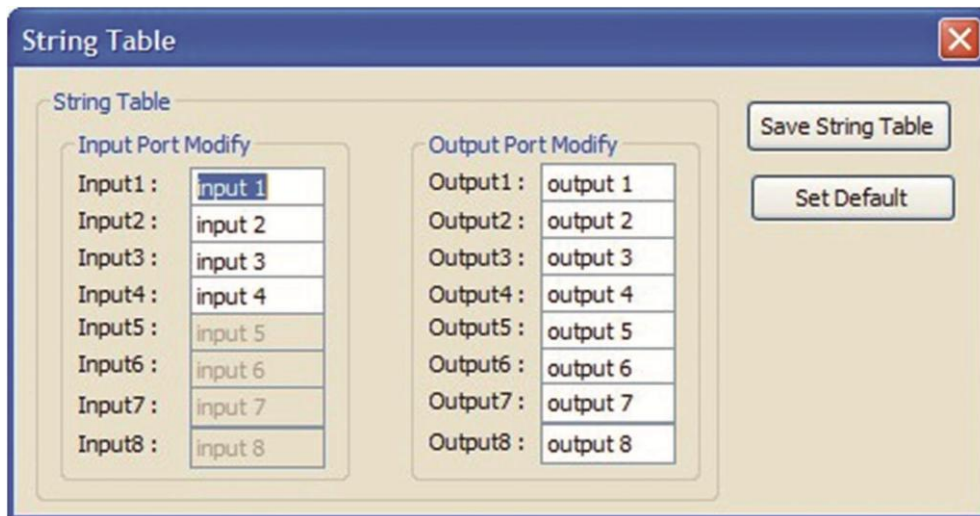 String Table
String Table
Input Port Modify
Input1 : input 1
Input2 : input 2
Input3 : input 3
Input4 : input 4
Input5 : input 5
Input6 : input 6
Input7 : input 7
Input8 : input 8
Output Port Modify
Output1 : output 1
Output2 : output 2
Output3 : output 3
Output4 : output 4
Output5 : output 5
Output6 : output 6
Output7 : output 7
Output8 : output 8
Save String Table
Set Default